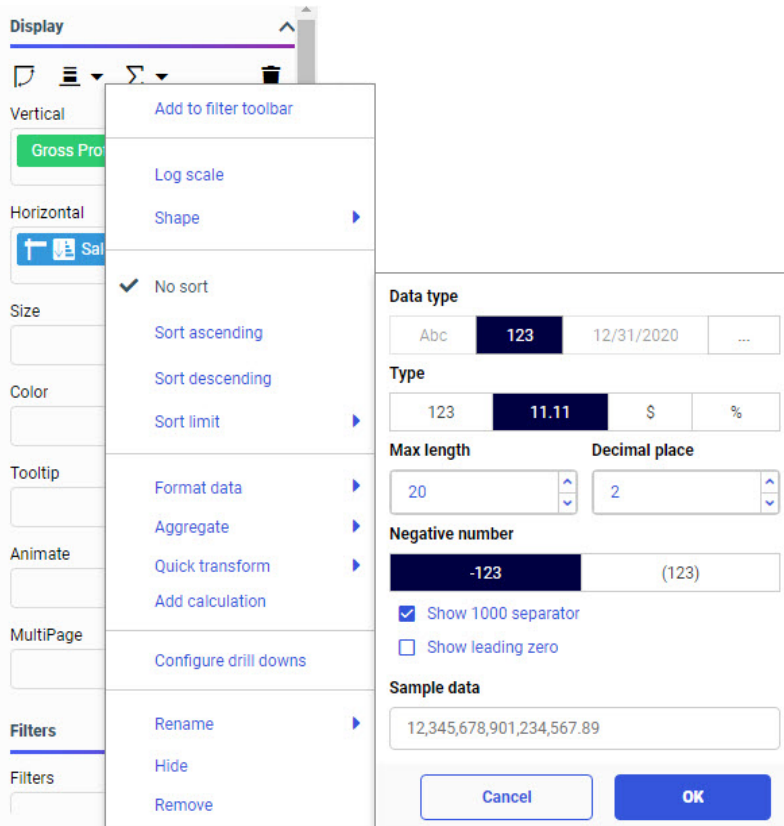 Display
Vertical
Gross Pro
Horizontal
Sal
Size
Color
Tooltip
Animate
MultiPage
Filters
Filters
Add to filter toolbar
Log scale
Shape
No sort
Sort ascending
Sort descending
Sort limit
Format data
Aggregate
Quick transform
Add calculation
Configure drill downs
Rename
Hide
Remove
Data type
Abc 123 12/31/2020 ...
Type
123 11.11 $ %
Max length Decimal place
20 2
Negative number
-123 (123)
Show 1000 separator
Show leading zero
Sample data
12,345,678,901,234,567.89
Cancel OK